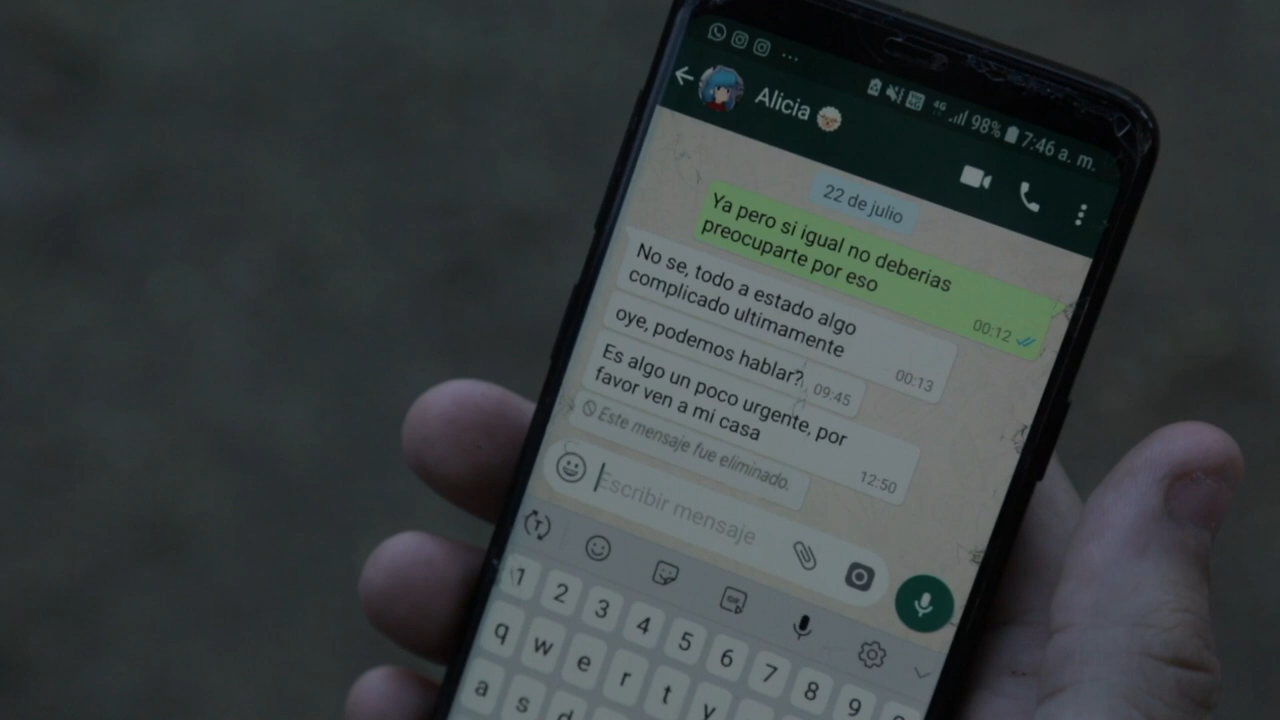 98% 7:46 a. m.
Alicia
22 de julio
Ya pero si igual no deberias
preocuparte por eso
00:12
No se, todo a estado algo
complicado ultimamente
00:13
oye, podemos hablar?
09:45
Es algo un poco urgente, por
favor ven a mi casa
12:50
Este mensaje fue eliminado.
Escribir mensaje
GIF
1 2 3 4 5 6 7 8 9
q w e r t y
a s d